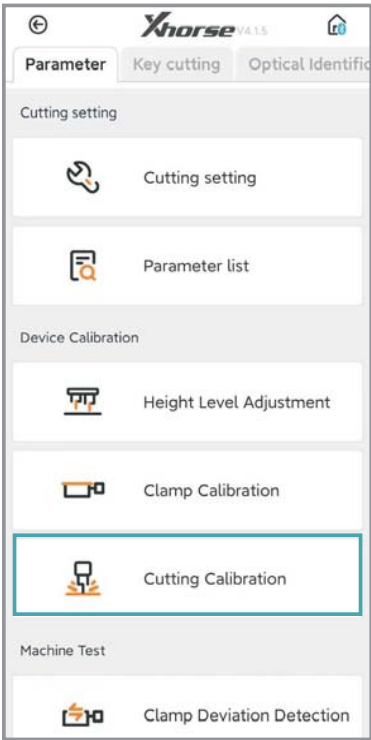 Xhorse V4.1.5
Parameter Key cutting Optical Identific
Cutting setting
Cutting setting
Parameter list
Device Calibration
Height Level Adjustment
Clamp Calibration
Cutting Calibration
Machine Test
Clamp Deviation Detection